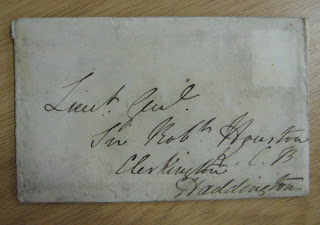 Lieut. Genl.
Sir Robt. Houston
K. C. B
Clerkington
Haddington